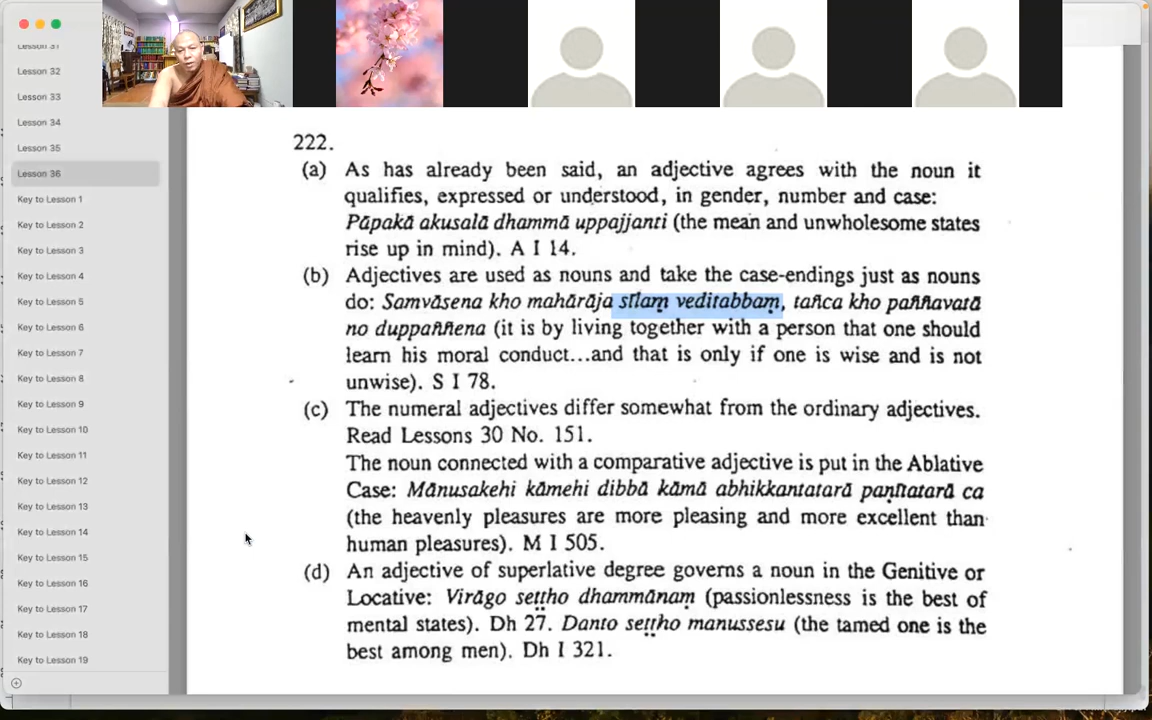 Lesson 31
Lesson 32
Lesson 33
Lesson 34
Lesson 35
Lesson 36
Key to Lesson 1
Key to Lesson 2
Key to Lesson 3
Key to Lesson 4
Key to Lesson 5
Key to Lesson 6
Key to Lesson 7
Key to Lesson 8
Key to Lesson 9
Key to Lesson 10
Key to Lesson 11
Key to Lesson 12
Key to Lesson 13
Key to Lesson 14
Key to Lesson 15
Key to Lesson 16
Key to Lesson 17
Key to Lesson 18
Key to Lesson 19
222.
(a) As has already been said, an adjective agrees with the noun it
qualifies, expressed or understood, in gender, number and case:
Pāpakā akusalā dhammā uppajjanti (the mean and unwholesome states
rise up in mind). A I 14.
(b) Adjectives are used as nouns and take the case-endings just as nouns
do: Saṃvāsena kho mahārāja sīlaṃ veditabbaṃ, tañca kho paññavatā
no duppaññena (it is by living together with a person that one should
learn his moral conduct...and that is only if one is wise and is not
unwise). S I 78.
(c) The numeral adjectives differ somewhat from the ordinary adjectives.
Read Lessons 30 No. 151.
The noun connected with a comparative adjective is put in the Ablative
Case: Mānusakehi kāmehi dibbā kāmā abhikkantatarā paṇītatarā ca
(the heavenly pleasures are more pleasing and more excellent than
human pleasures). M I 505.
(d) An adjective of superlative degree governs a noun in the Genitive or
Locative: Virāgo seṭṭho dhammānaṃ (passionlessness is the best of
mental states). Dh 27. Danto seṭṭho manussesu (the tamed one is the
best among men). Dh I 321.